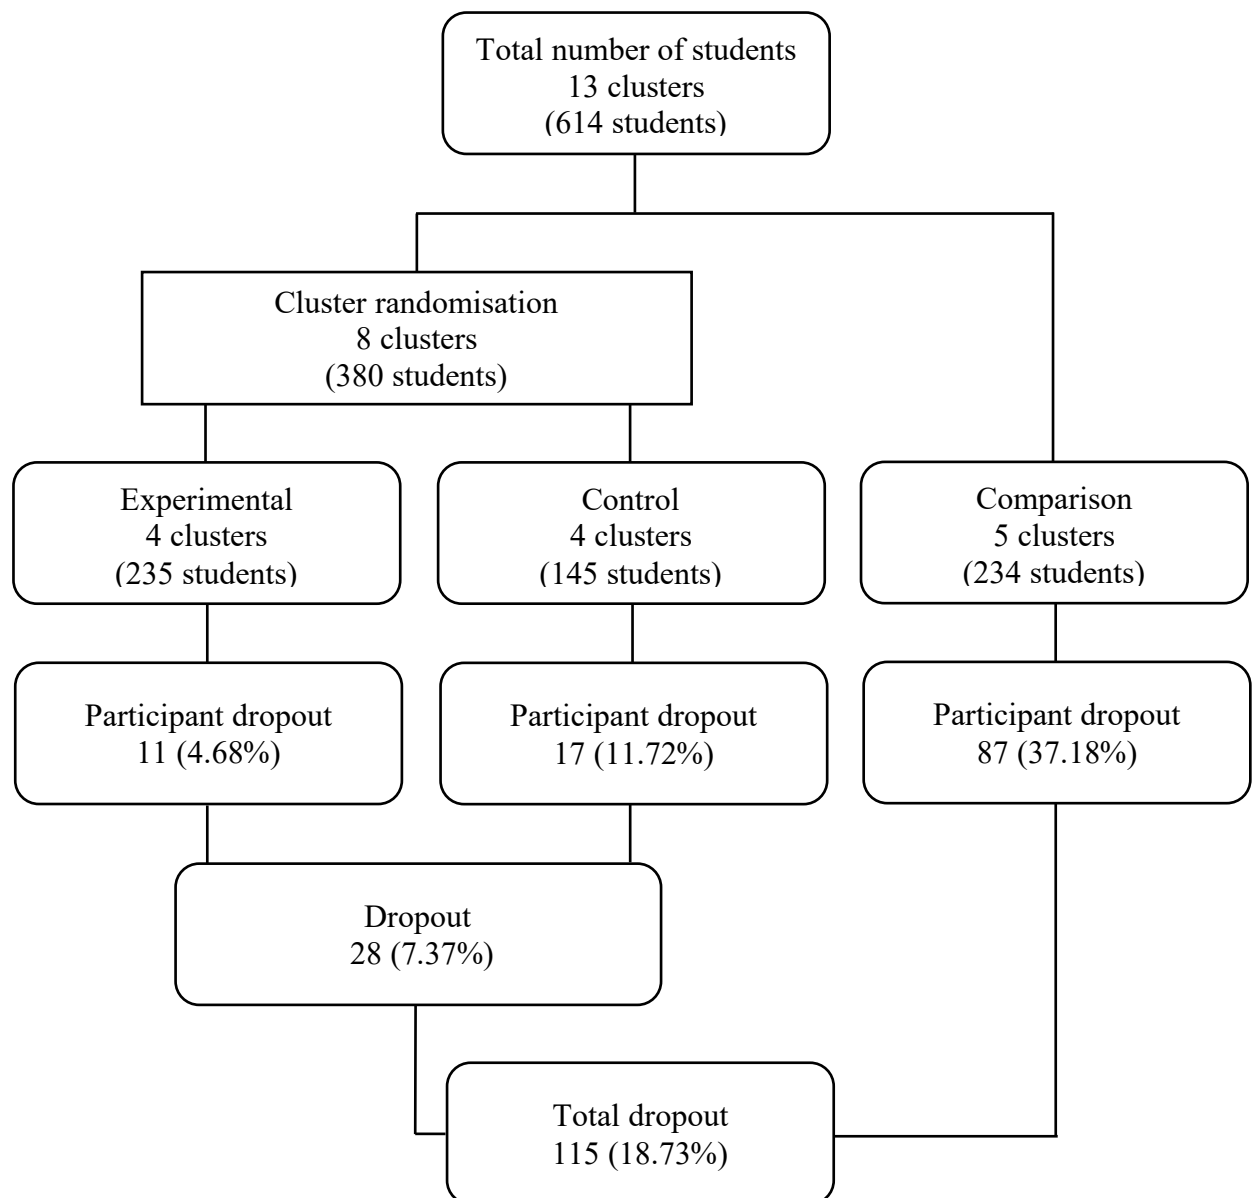 Total number of students
13 clusters
(614 students)
Cluster randomisation
8 clusters
(380 students)
Experimental
4 clusters
(235 students)
Control
4 clusters
(145 students)
Comparison
5 clusters
(234 students)
Participant dropout
11 (4.68%)
Participant dropout
17 (11.72%)
Participant dropout
87 (37.18%)
Dropout
28 (7.37%)
Total dropout
115 (18.73%)